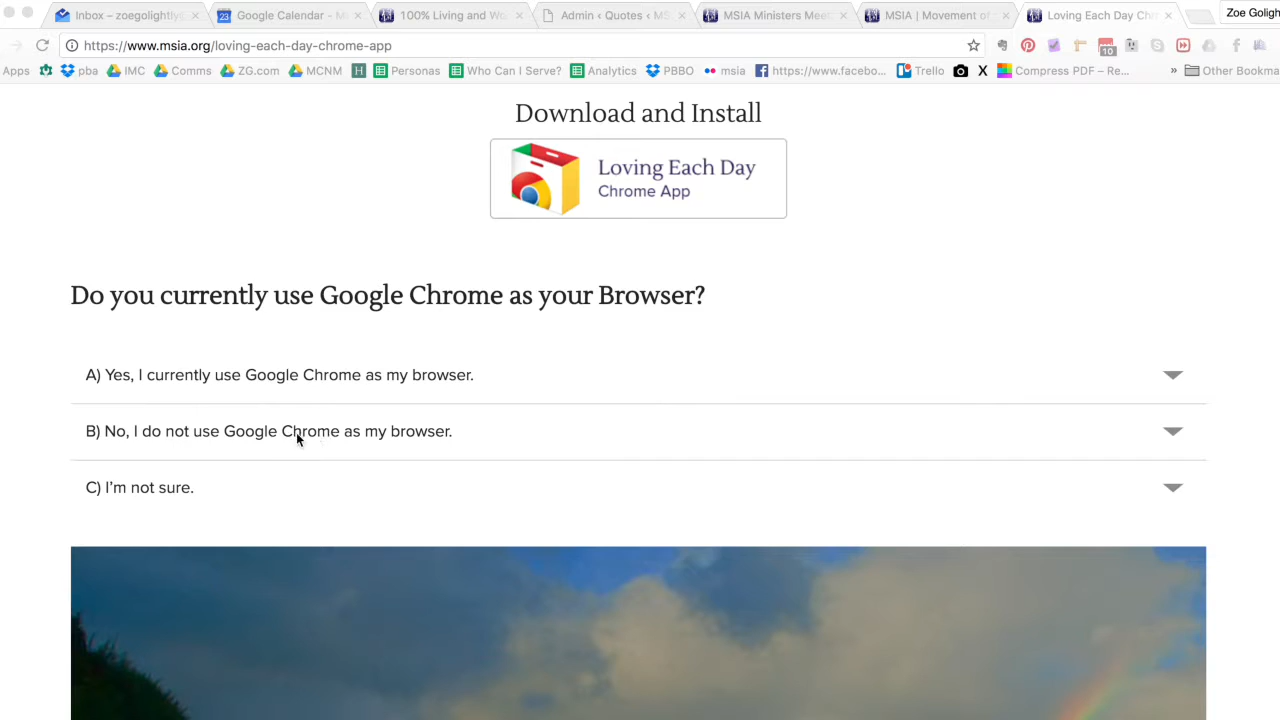 Inbox – zoegolightly
Google Calendar - M
100% Living and Wo
Admin ‹ Quotes ‹ MS
MSIA Ministers Meet
MSIA | Movement of
Loving Each Day Chr
Zoe Goligh
https://www.msia.org/loving-each-day-chrome-app
10
Apps
pba
IMC
Comms
ZG.com
MCNM
H
Personas
Who Can I Serve?
Analytics
PBBO
msia
https://www.facebo...
Trello
X
Compress PDF – Re...
»
Other Bookma
Download and Install
Loving Each Day
Chrome App
Do you currently use Google Chrome as your Browser?
A) Yes, I currently use Google Chrome as my browser.
B) No, I do not use Google Chrome as my browser.
C) I'm not sure.